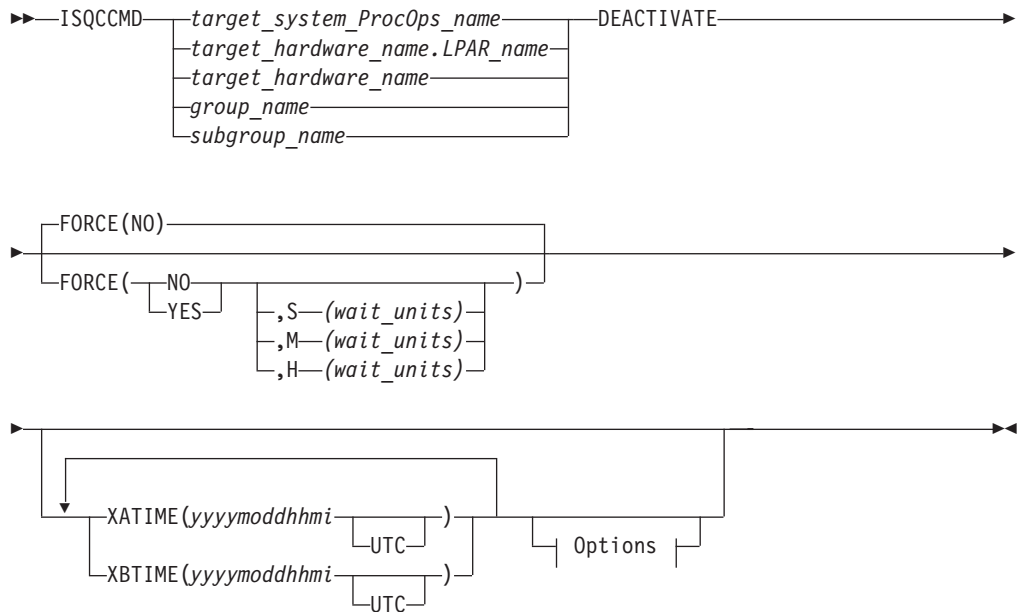 ISQCCMD target_system_ProcOps_name DEACTIVATE
target_hardware_name.LPAR_name
target_hardware_name
group_name
subgroup_name
FORCE(NO)
FORCE( NO )
YES ,S (wait_units)
,M (wait_units)
,H (wait_units)
XATIME(yyyymoddhhmi )
UTC Options
XBTIME(yyyymoddhhmi )
UTC